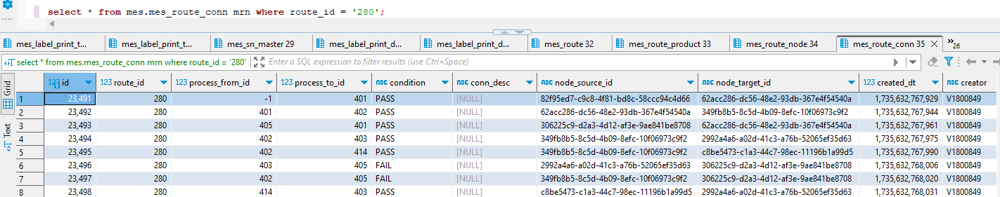 select * from mes.mes_route_conn mrn where route_id = '280';
mes_label_print_t... mes_label_print_t... mes_sn_master 29 mes_label_print_d... mes_label_print_d... mes_route 32 mes_route_product 33 mes_route_node 34 mes_route_conn 35 » 26
select * from mes.mes_route_conn mrn where route_id = '280' Enter a SQL expression to filter results (use Ctrl+Space)
Grid
Text
123 id 123 route_id 123 process_from_id 123 process_to_id ABC condition ABC conn_desc ABC node_source_id ABC node_target_id 123 created_dt ABC creator
1 23,491 280 -1 401 PASS [NULL] 82f95ed7-c9c8-4f81-bd8c-58ccc94c4d66 62acc286-dc56-48e2-93db-367e4f54540a 1,735,632,767,929 V1800849
2 23,492 280 401 402 PASS [NULL] 62acc286-dc56-48e2-93db-367e4f54540a 349fb8b5-8c5d-4b09-8efc-10f06973c9f2 1,735,632,767,944 V1800849
3 23,493 280 405 401 PASS [NULL] 306225c9-d2a3-4d12-af3e-9ae841be8708 62acc286-dc56-48e2-93db-367e4f54540a 1,735,632,767,961 V1800849
4 23,494 280 402 403 PASS [NULL] 349fb8b5-8c5d-4b09-8efc-10f06973c9f2 2992a4a6-a02d-41c3-a76b-52065ef35d63 1,735,632,767,975 V1800849
5 23,495 280 402 414 PASS [NULL] 349fb8b5-8c5d-4b09-8efc-10f06973c9f2 c8be5473-c1a3-44c7-98ec-11196b1a99d5 1,735,632,767,990 V1800849
6 23,496 280 403 405 FAIL [NULL] 2992a4a6-a02d-41c3-a76b-52065ef35d63 306225c9-d2a3-4d12-af3e-9ae841be8708 1,735,632,768,006 V1800849
7 23,497 280 402 405 FAIL [NULL] 349fb8b5-8c5d-4b09-8efc-10f06973c9f2 306225c9-d2a3-4d12-af3e-9ae841be8708 1,735,632,768,020 V1800849
8 23,498 280 414 403 PASS [NULL] c8be5473-c1a3-44c7-98ec-11196b1a99d5 2992a4a6-a02d-41c3-a76b-52065ef35d63 1,735,632,768,031 V1800849